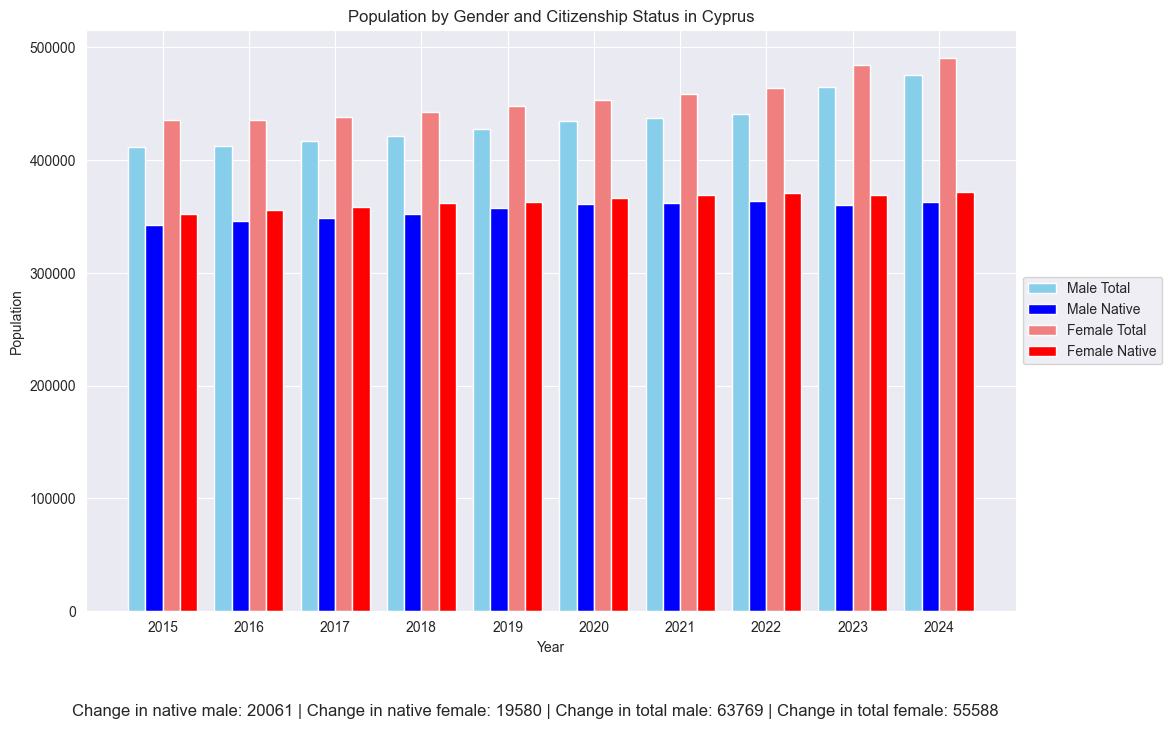 Population by Gender and Citizenship Status in Cyprus
500000
400000
300000
200000
100000
0
Population
2015 2016 2017 2018 2019 2020 2021 2022 2023 2024
Year
Male Total
Male Native
Female Total
Female Native
Change in native male: 20061 | Change in native female: 19580 | Change in total male: 63769 | Change in total female: 55588